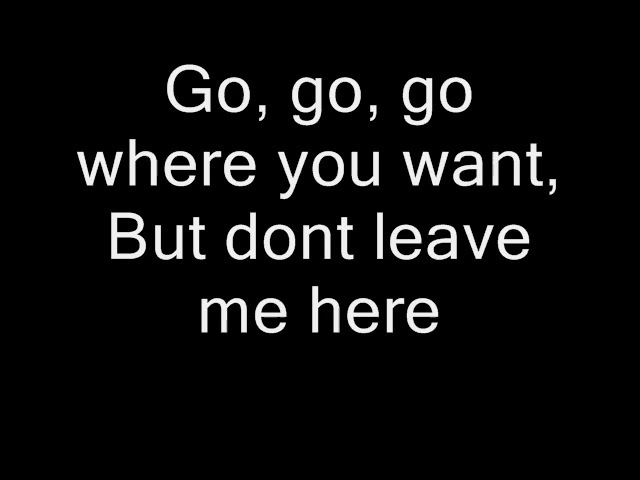 Go, go, go
where you want,
But dont leave
me here